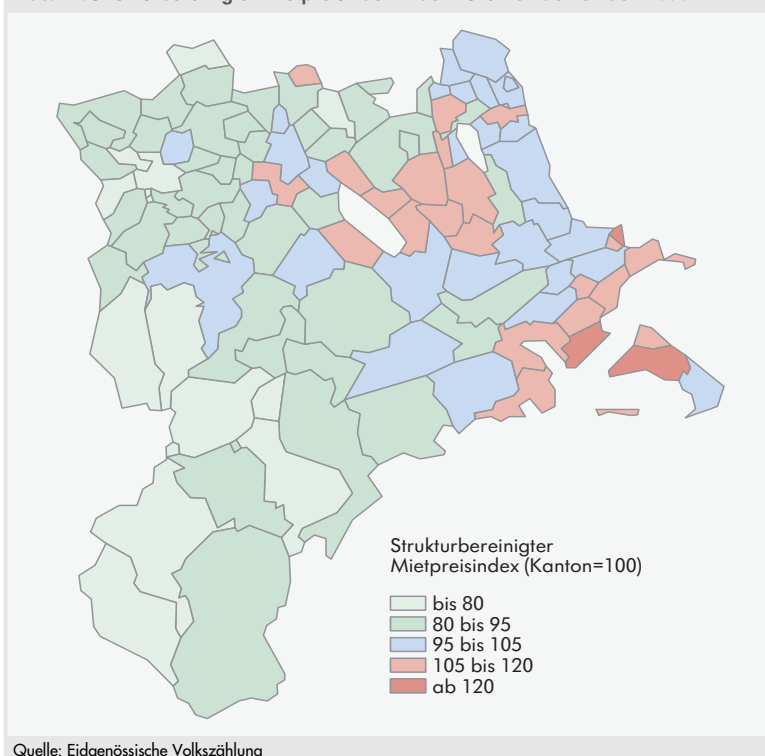 Strukturbereinigter
Mietpreisindex (Kanton=100)
bis 80
80 bis 95
95 bis 105
105 bis 120
ab 120
Quelle: Eidgenössische Volkszählung